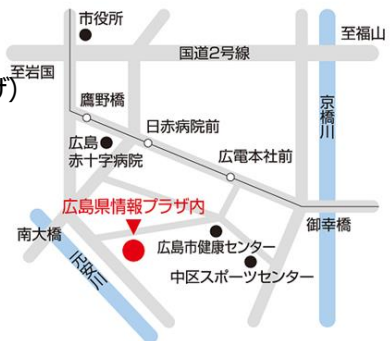 市役所
国道2号線
至福山
至岩国
ザ)
鷹野橋
日赤病院前
京橋川
広島
赤十字病院
広電本社前
広島県情報プラザ内
御幸橋
南大橋
元安川
広島市健康センター
中区スポーツセンター